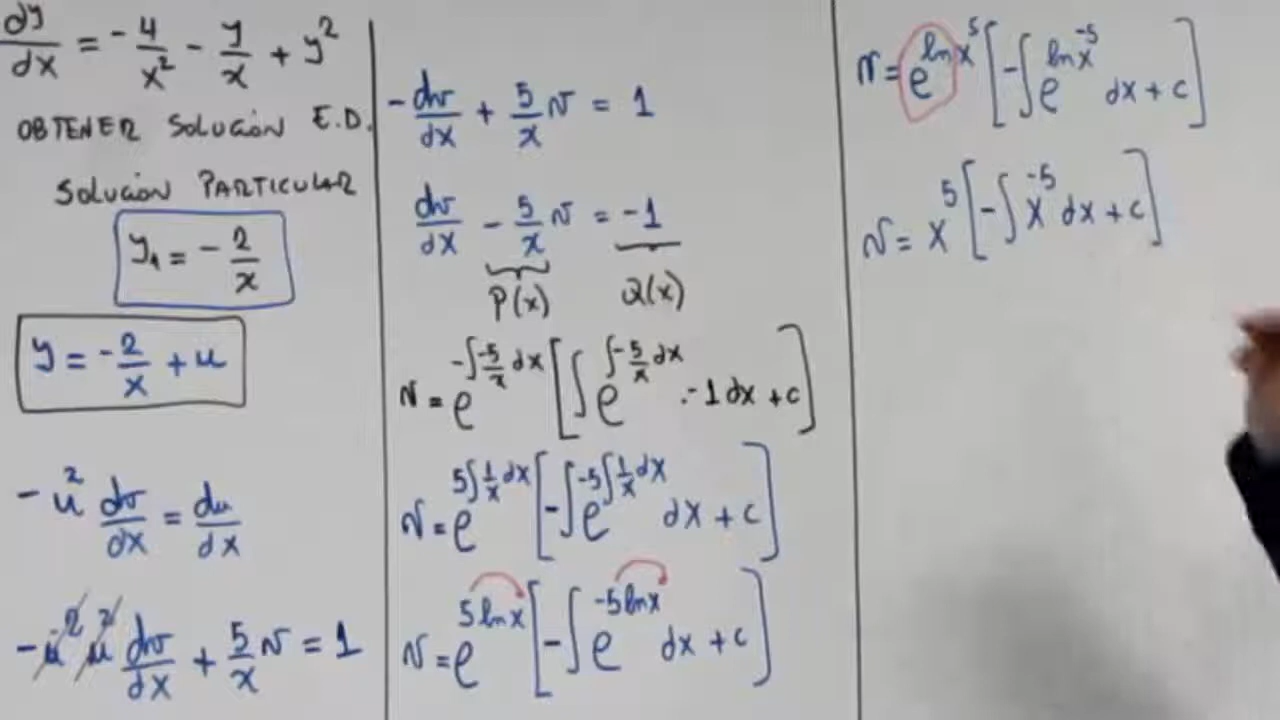 dy/dx = - 4/x² - y/x + y²
OBTENER SOLUCIÓN E.D.
SOLUCIÓN PARTICULAR
y₁ = - 2/x
y = - 2/x + u
- u² dv/dx = du/dx
- u⁻² u² dv/dx + 5/x v = 1
- dv/dx + 5/x v = 1
dv/dx - 5/x v = -1
P(x) Q(x)
v = e^(-∫-5/x dx) [∫ e^(∫-5/x dx) · -1 dx + c]
v = e^(5∫1/x dx) [-∫ e^(-5∫1/x dx) dx + c]
v = e^(5 ln x) [-∫ e^(-5 ln x) dx + c]
v = e^(ln x⁵) [-∫ e^(ln x⁻⁵) dx + c]
v = x⁵ [-∫ x⁻⁵ dx + c]